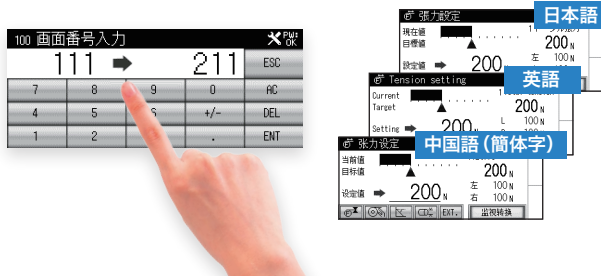 100 画面番号入力
PW: OK
111 ➡ 211
ESC
7 8 9 0 AC
4 5 6 +/- DEL
1 2 . ENT
日本語
張力設定
現在値
目標値
200 N
設定値 ➡ 200
左
英語
Tension setting
Current
Target
200 N
Setting ➡ 200
L 100 N
中国語(簡体字)
张力设定
当前值
目标值
200 N
设定值 ➡ 200 N
左 100 N
右 100 N
EXT.
监视转换